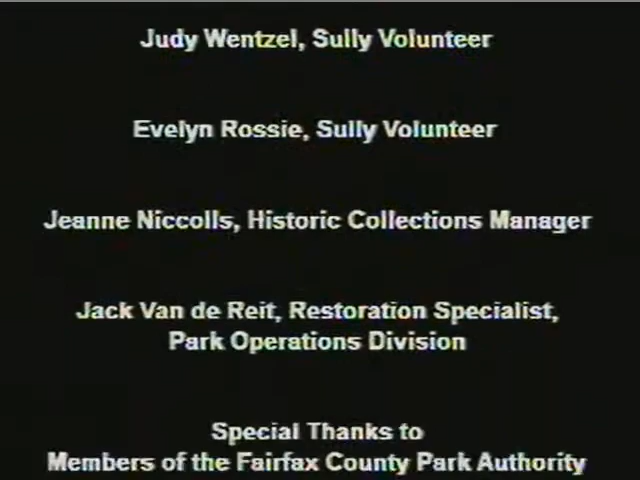 Judy Wentzel, Sully Volunteer
Evelyn Rossie, Sully Volunteer
Jeanne Niccolls, Historic Collections Manager
Jack Van de Reit, Restoration Specialist,
Park Operations Division
Special Thanks to
Members of the Fairfax County Park Authority